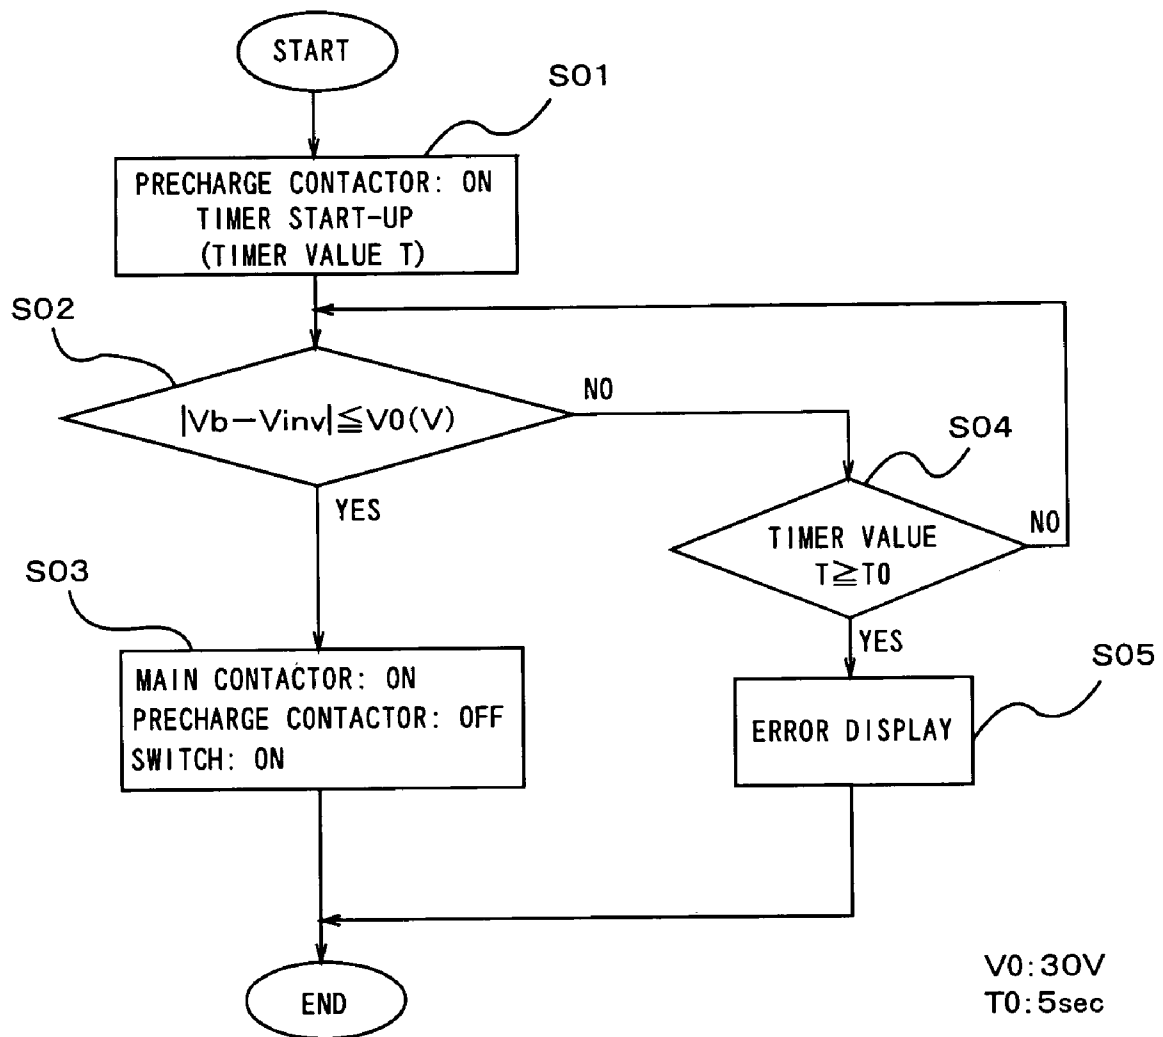 START
S01
PRECHARGE CONTACTOR: ON
TIMER START-UP
(TIMER VALUE T)
S02
|Vb-Vinv|≦V0(V)
NO
YES
S04
TIMER VALUE
T≧T0
NO
YES
S03
MAIN CONTACTOR: ON
PRECHARGE CONTACTOR: OFF
SWITCH: ON
S05
ERROR DISPLAY
END
V0:30V
T0:5sec